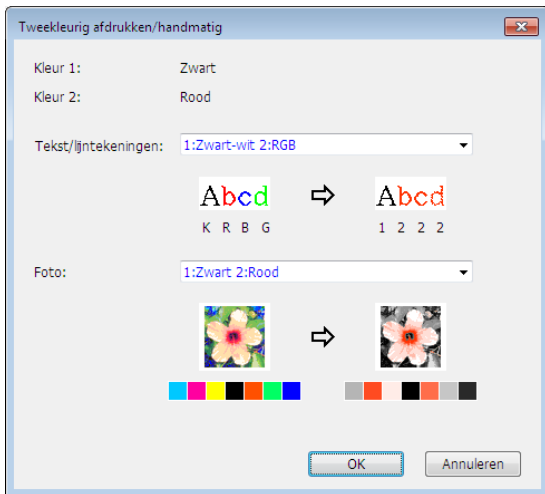 Tweekleurig afdrukken/handmatig
Kleur 1: Zwart
Kleur 2: Rood
Tekst/lijntekeningen: 1:Zwart-wit 2:RGB
Abcd Abcd
K R B G 1 2 2 2
Foto: 1:Zwart 2:Rood
OK Annuleren